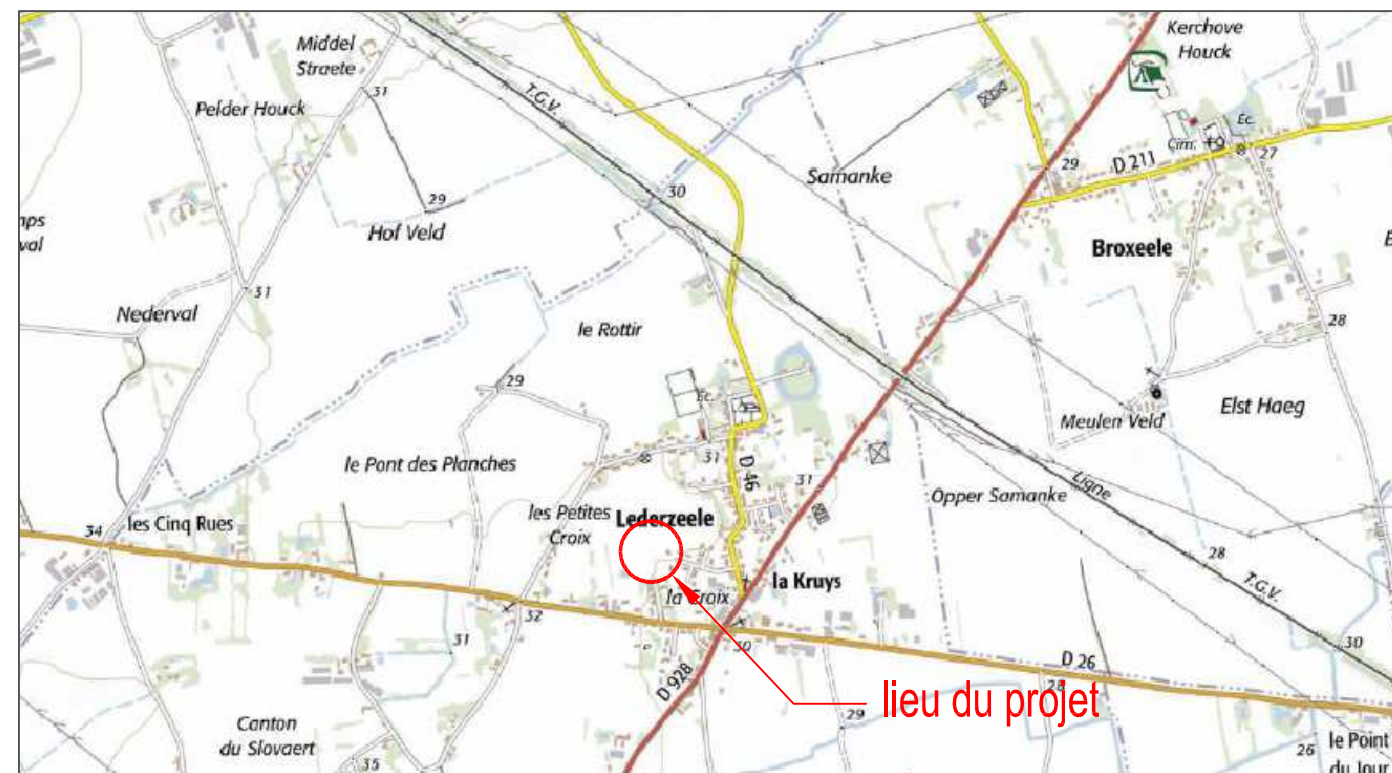 Middel
Straete
Kerchove
Houck
T.G.V.
31
Pelder Houck
Éc.
Cim.
D 211
27
29
Samanke
30
29
Hof Veld
Broxeele
31
Nederval
le Rottir
28
29
Éc.
Meulen Veld
Elst Haeg
31
D 46
31
le Pont des Planches
Ligne
Opper Samanke
les Petites
Croix
Lederzeele
les Cinq Rues
34
28
T.G.V.
la Kruys
la Croix
32
31
30
30
D 26
D 928
28
lieu du projet
29
Canton
du Slovaert
35
26
le Point
du Jour